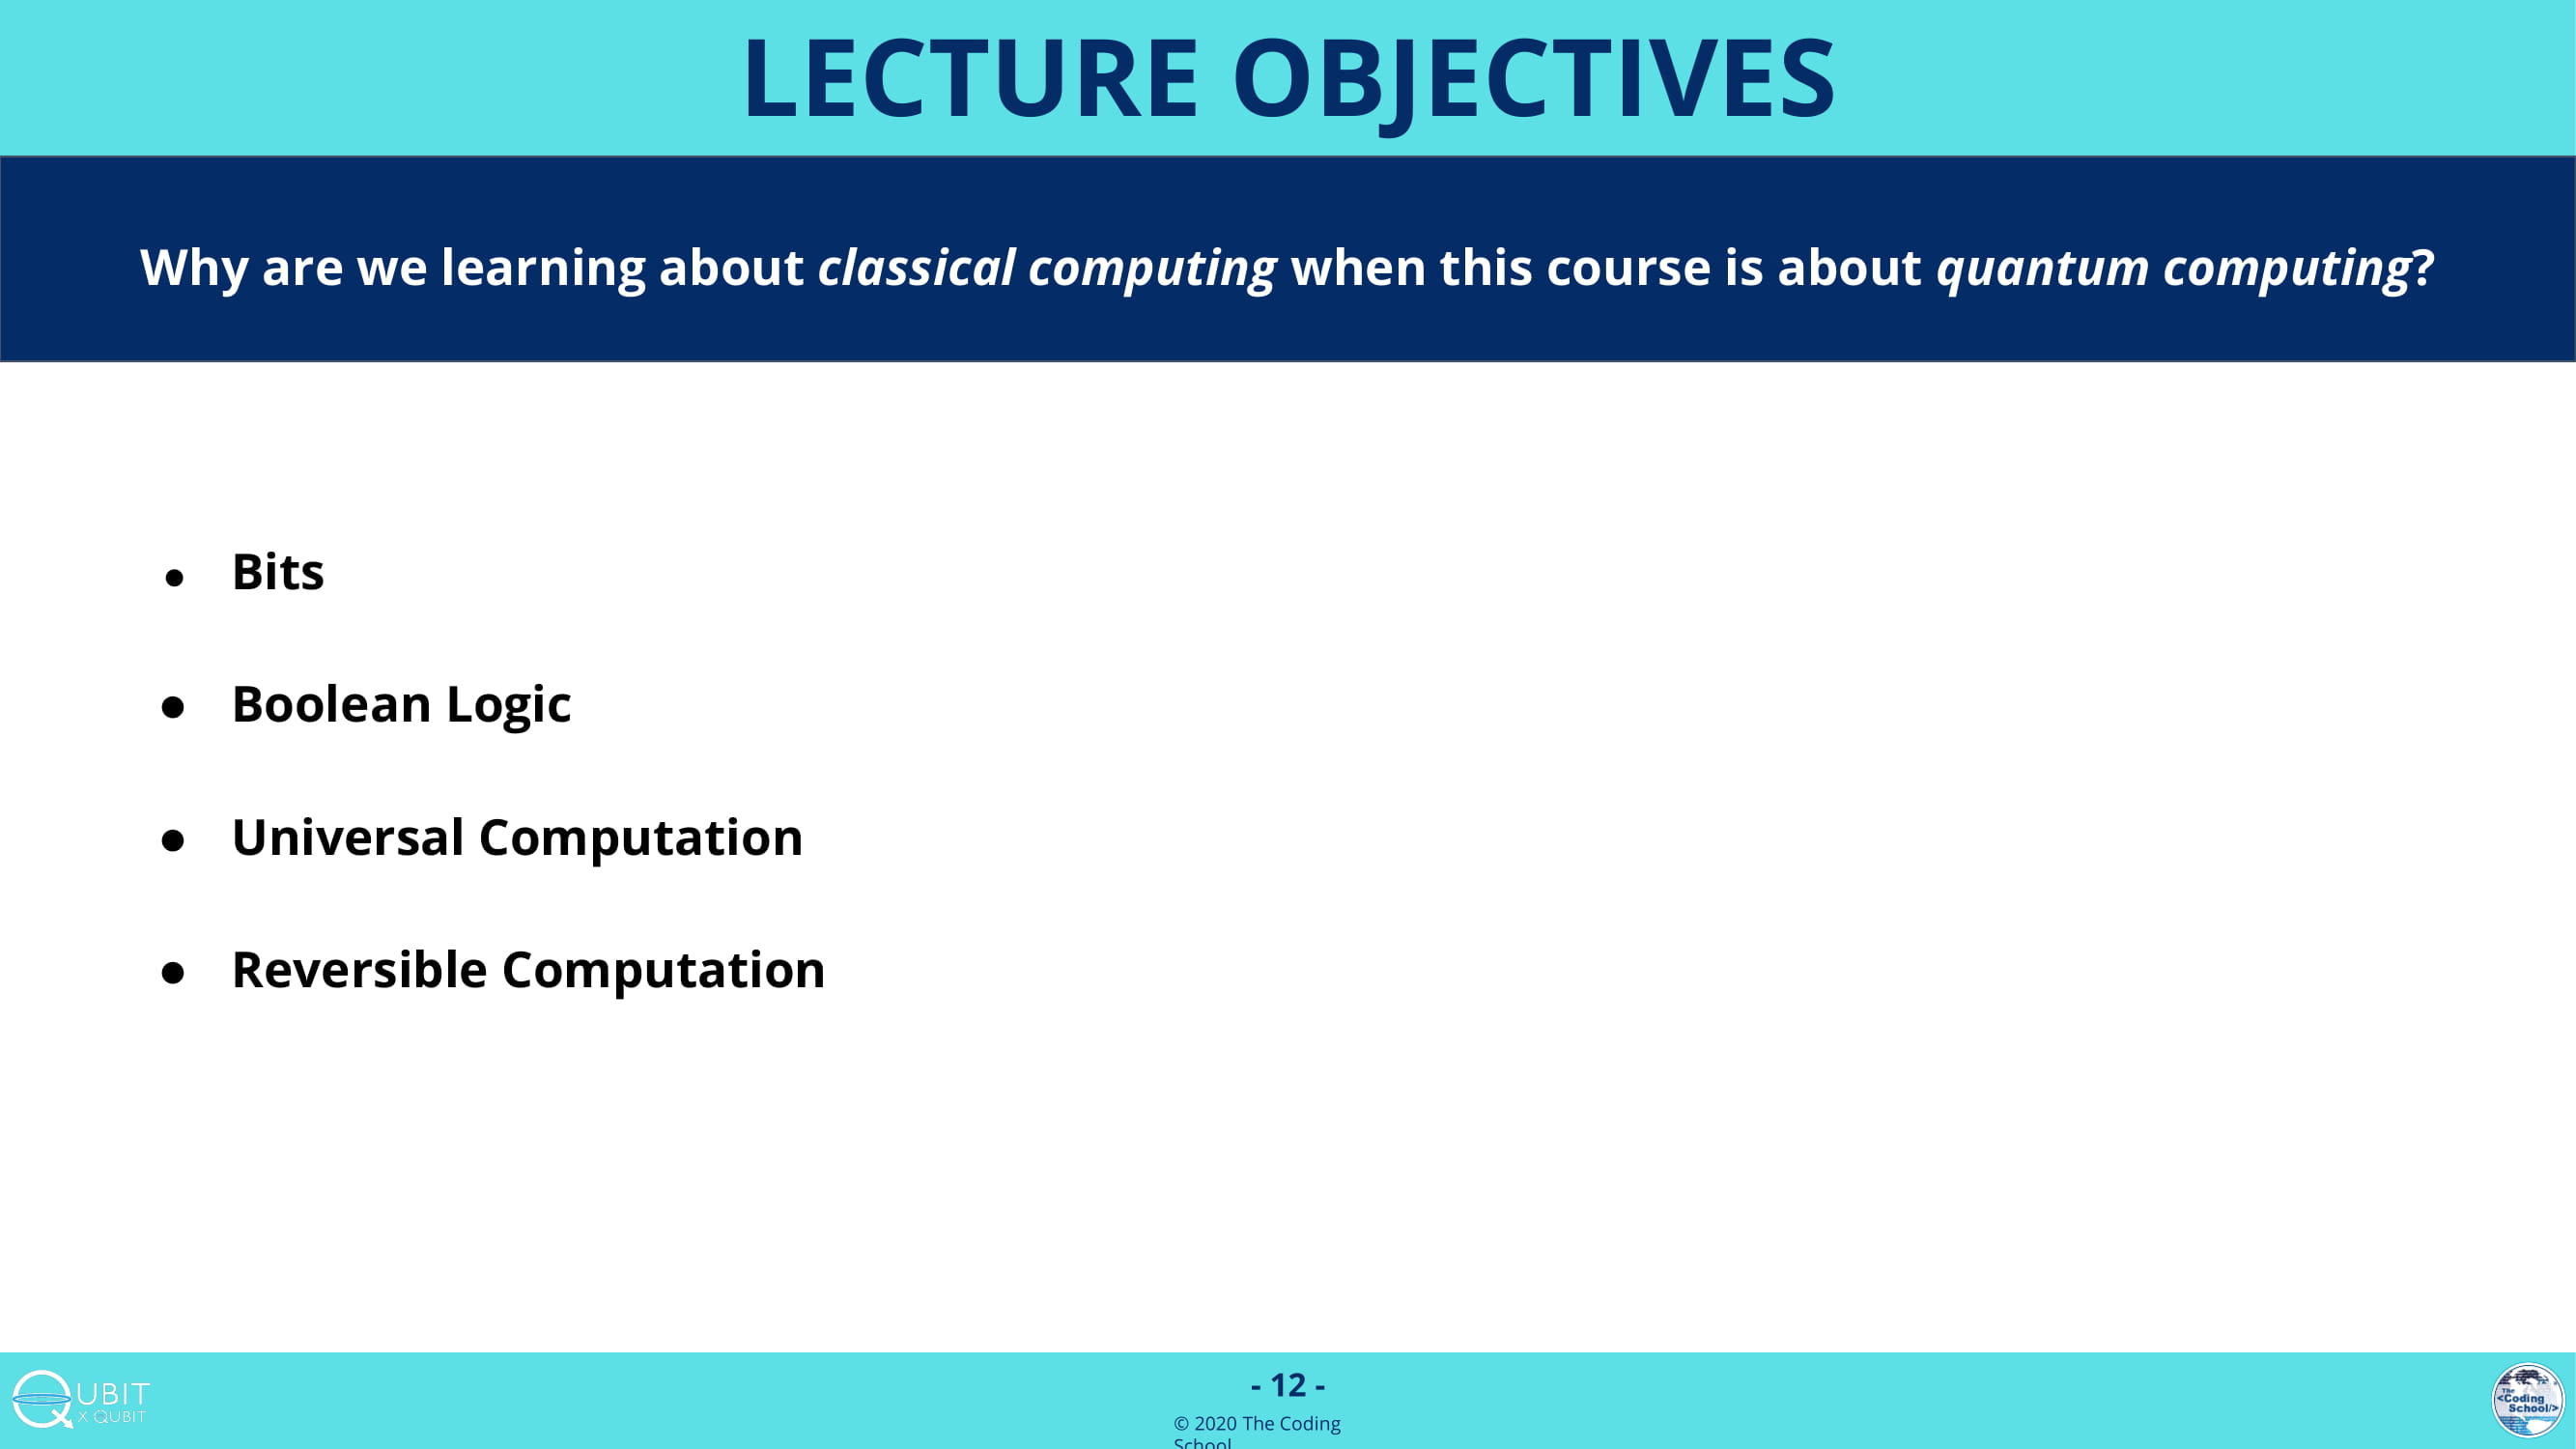 LECTURE OBJECTIVES
Why are we learning about classical computing when this course is about quantum computing?
● Bits
● Boolean Logic
● Universal Computation
● Reversible Computation
QUBIT
X QUBIT
- 12 -
© 2020 The Coding
School
The
<Coding
School/>